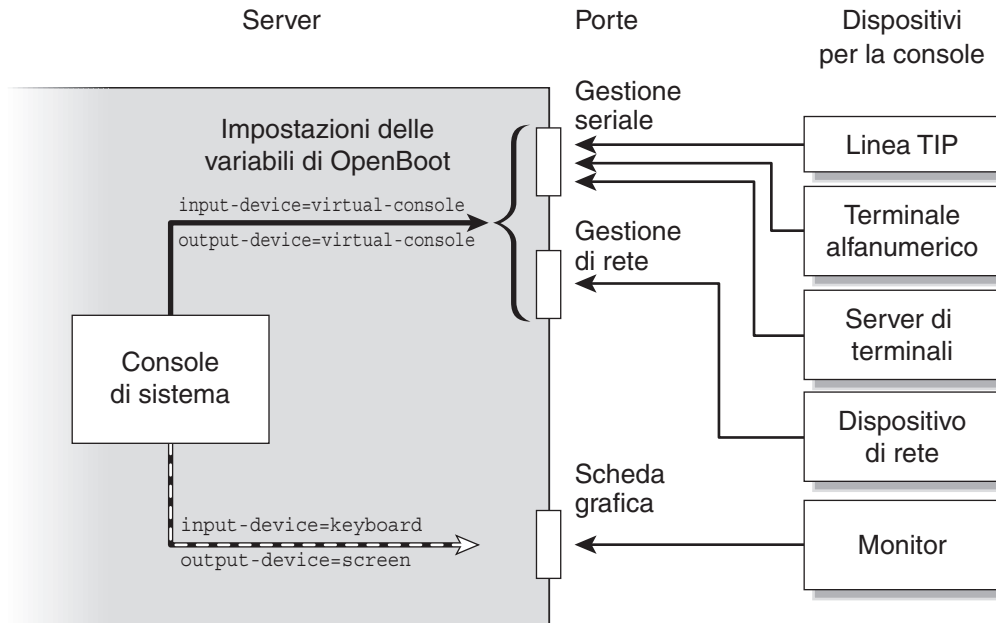 Server
Porte
Dispositivi
per la console
Impostazioni delle
variabili di OpenBoot
input-device=virtual-console
output-device=virtual-console
Console
di sistema
input-device=keyboard
output-device=screen
Gestione
seriale
Gestione
di rete
Scheda
grafica
Linea TIP
Terminale
alfanumerico
Server di
terminali
Dispositivo
di rete
Monitor